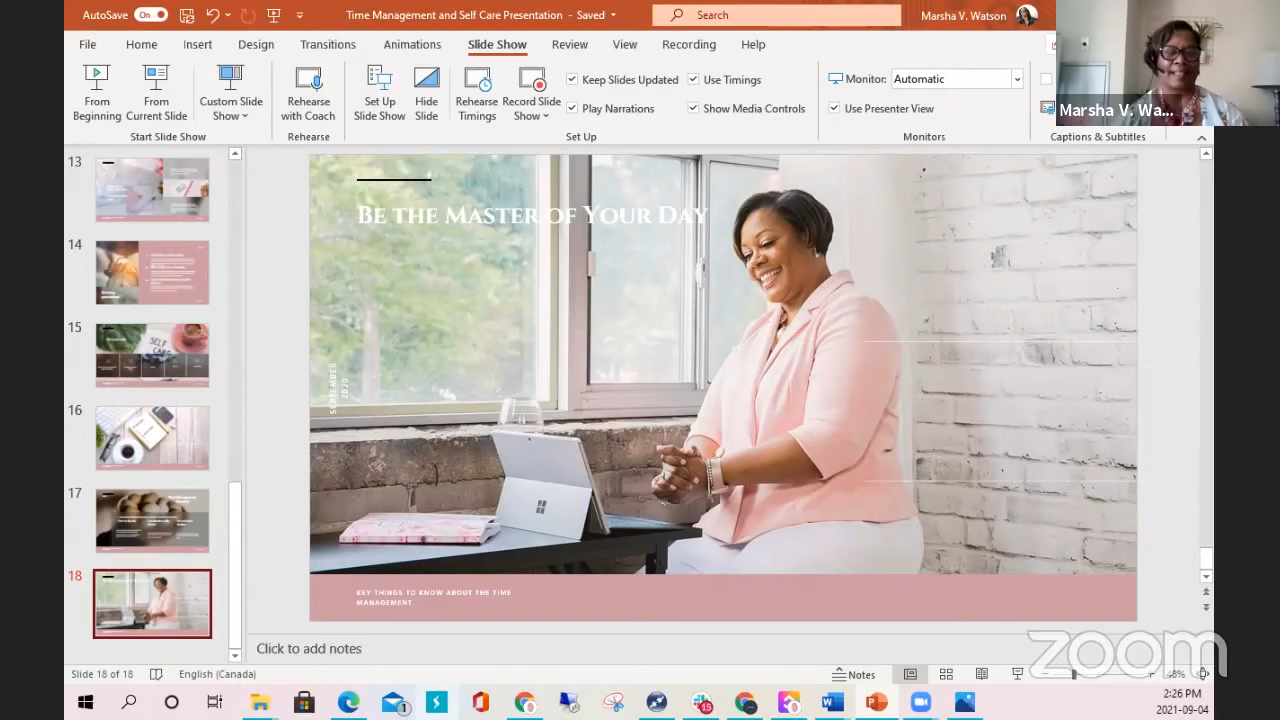 AutoSave On Time Management and Self Care Presentation - Saved Search Marsha V. Watson
File Home Insert Design Transitions Animations Slide Show Review View Recording Help
From Beginning
From Current Slide
Custom Slide Show
Rehearse with Coach
Set Up Slide Show
Hide Slide
Rehearse Timings
Record Slide Show
Keep Slides Updated
Play Narrations
Use Timings
Show Media Controls
Monitor: Automatic
Use Presenter View
Marsha V. Wa...
Start Slide Show Rehearse Set Up Monitors Captions & Subtitles
13
14
15
SELF CARE
16
17
18
BE THE MASTER OF YOUR DAY
SEPTEMBER
2020
KEY THINGS TO KNOW ABOUT THE TIME
MANAGEMENT
Click to add notes
zoom
Slide 18 of 18 English (Canada) Notes 48%
1
15
2:26 PM
2021-09-04